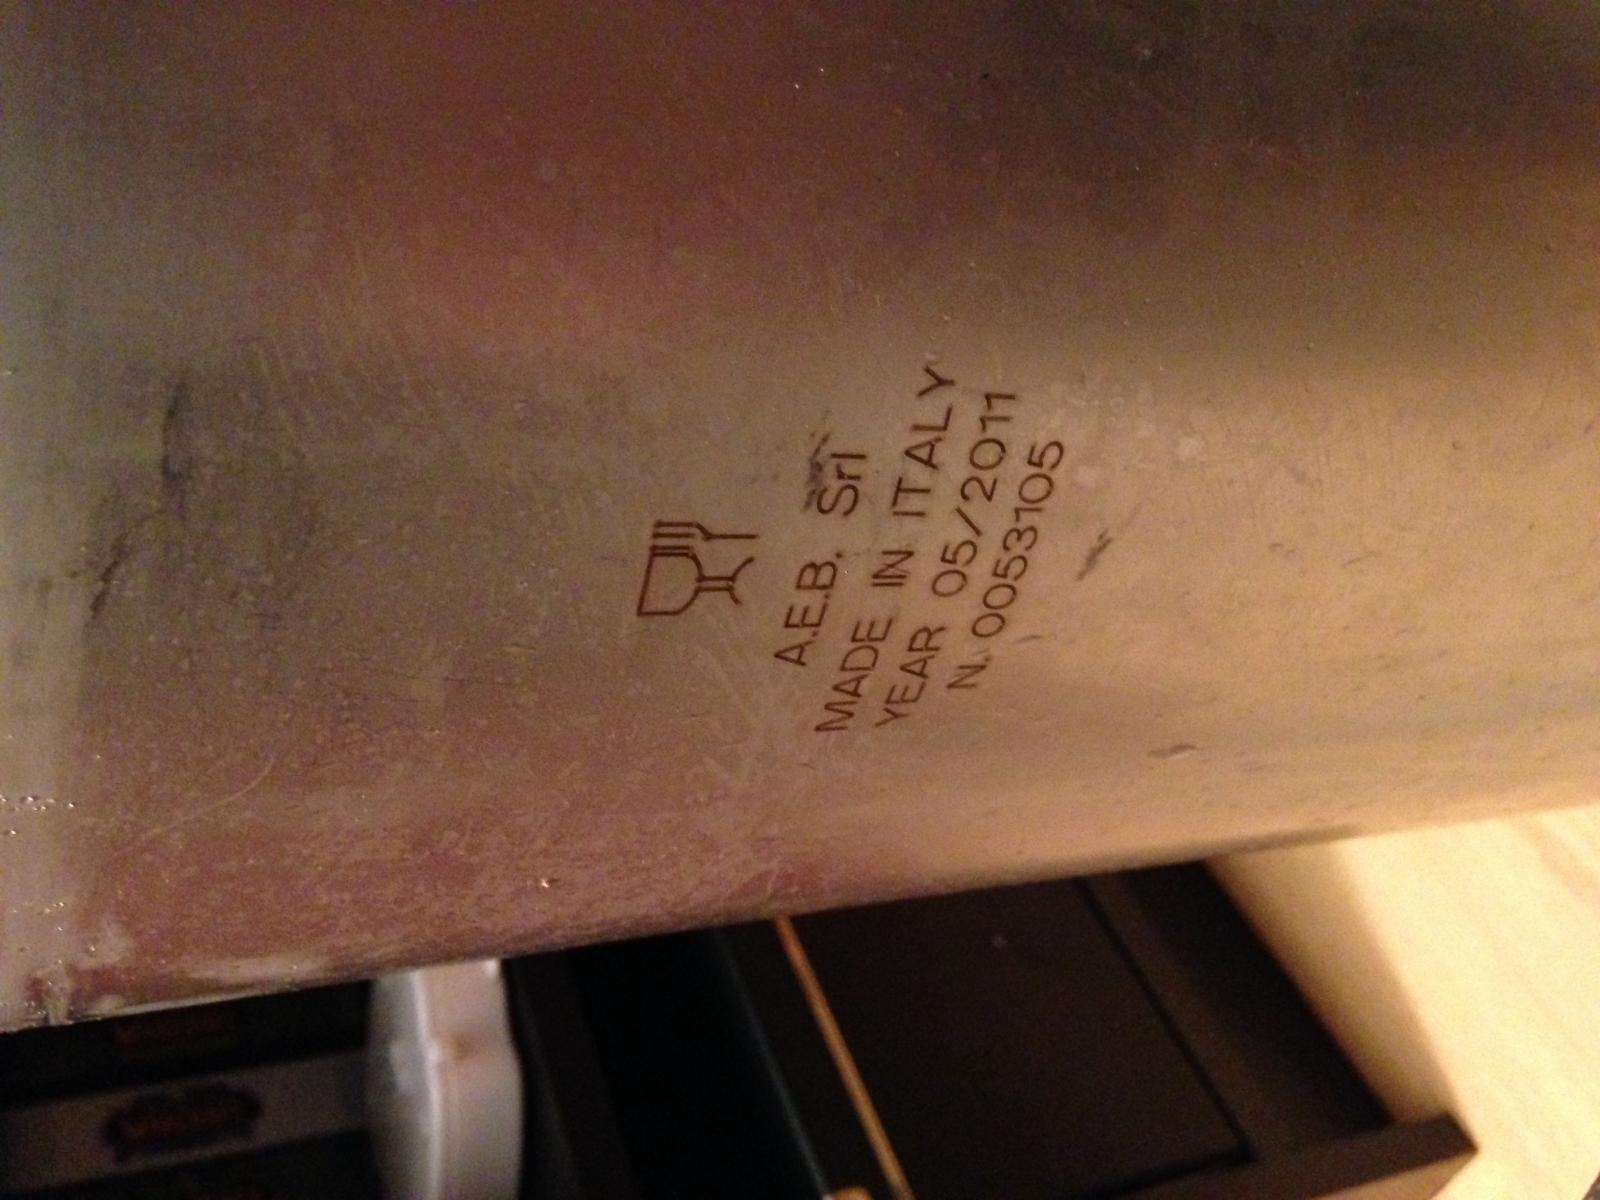 A.E.B. Srl
MADE IN ITALY
YEAR 05/2011
N. 0053105